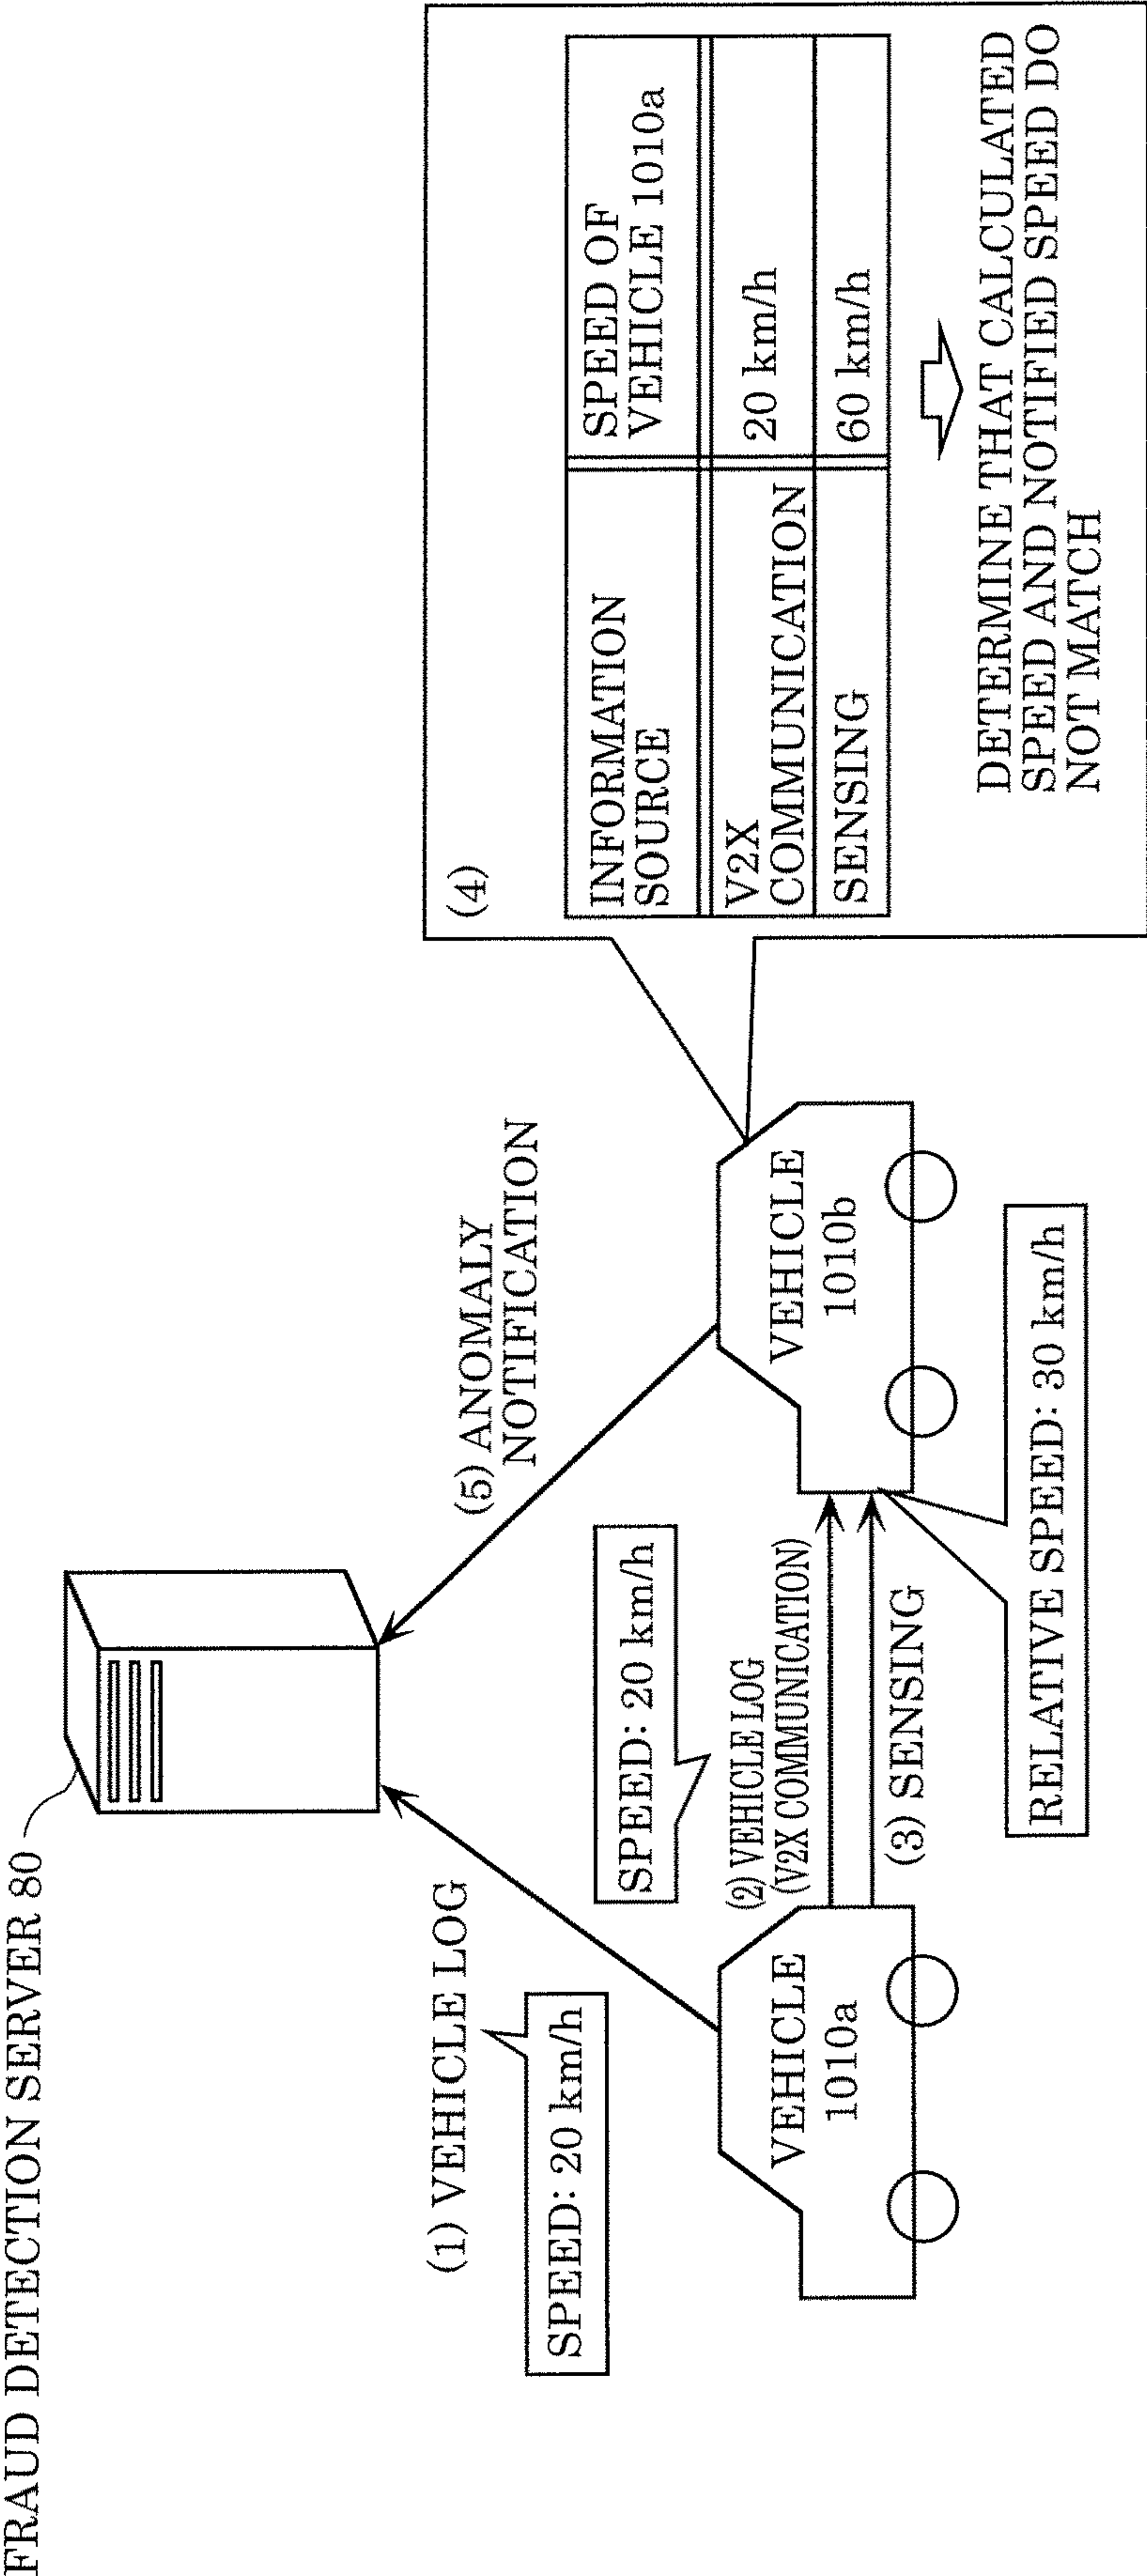 FRAUD DETECTION SERVER 80
(1) VEHICLE LOG
SPEED: 20 km/h
(5) ANOMALY
NOTIFICATION
SPEED: 20 km/h
(2) VEHICLE LOG
(V2X COMMUNICATION)
(3) SENSING
VEHICLE
1010a
VEHICLE
1010b
RELATIVE SPEED: 30 km/h
(4)
INFORMATION
SOURCE
SPEED OF
VEHICLE 1010a
V2X
COMMUNICATION
20 km/h
SENSING
60 km/h
DETERMINE THAT CALCULATED
SPEED AND NOTIFIED SPEED DO
NOT MATCH